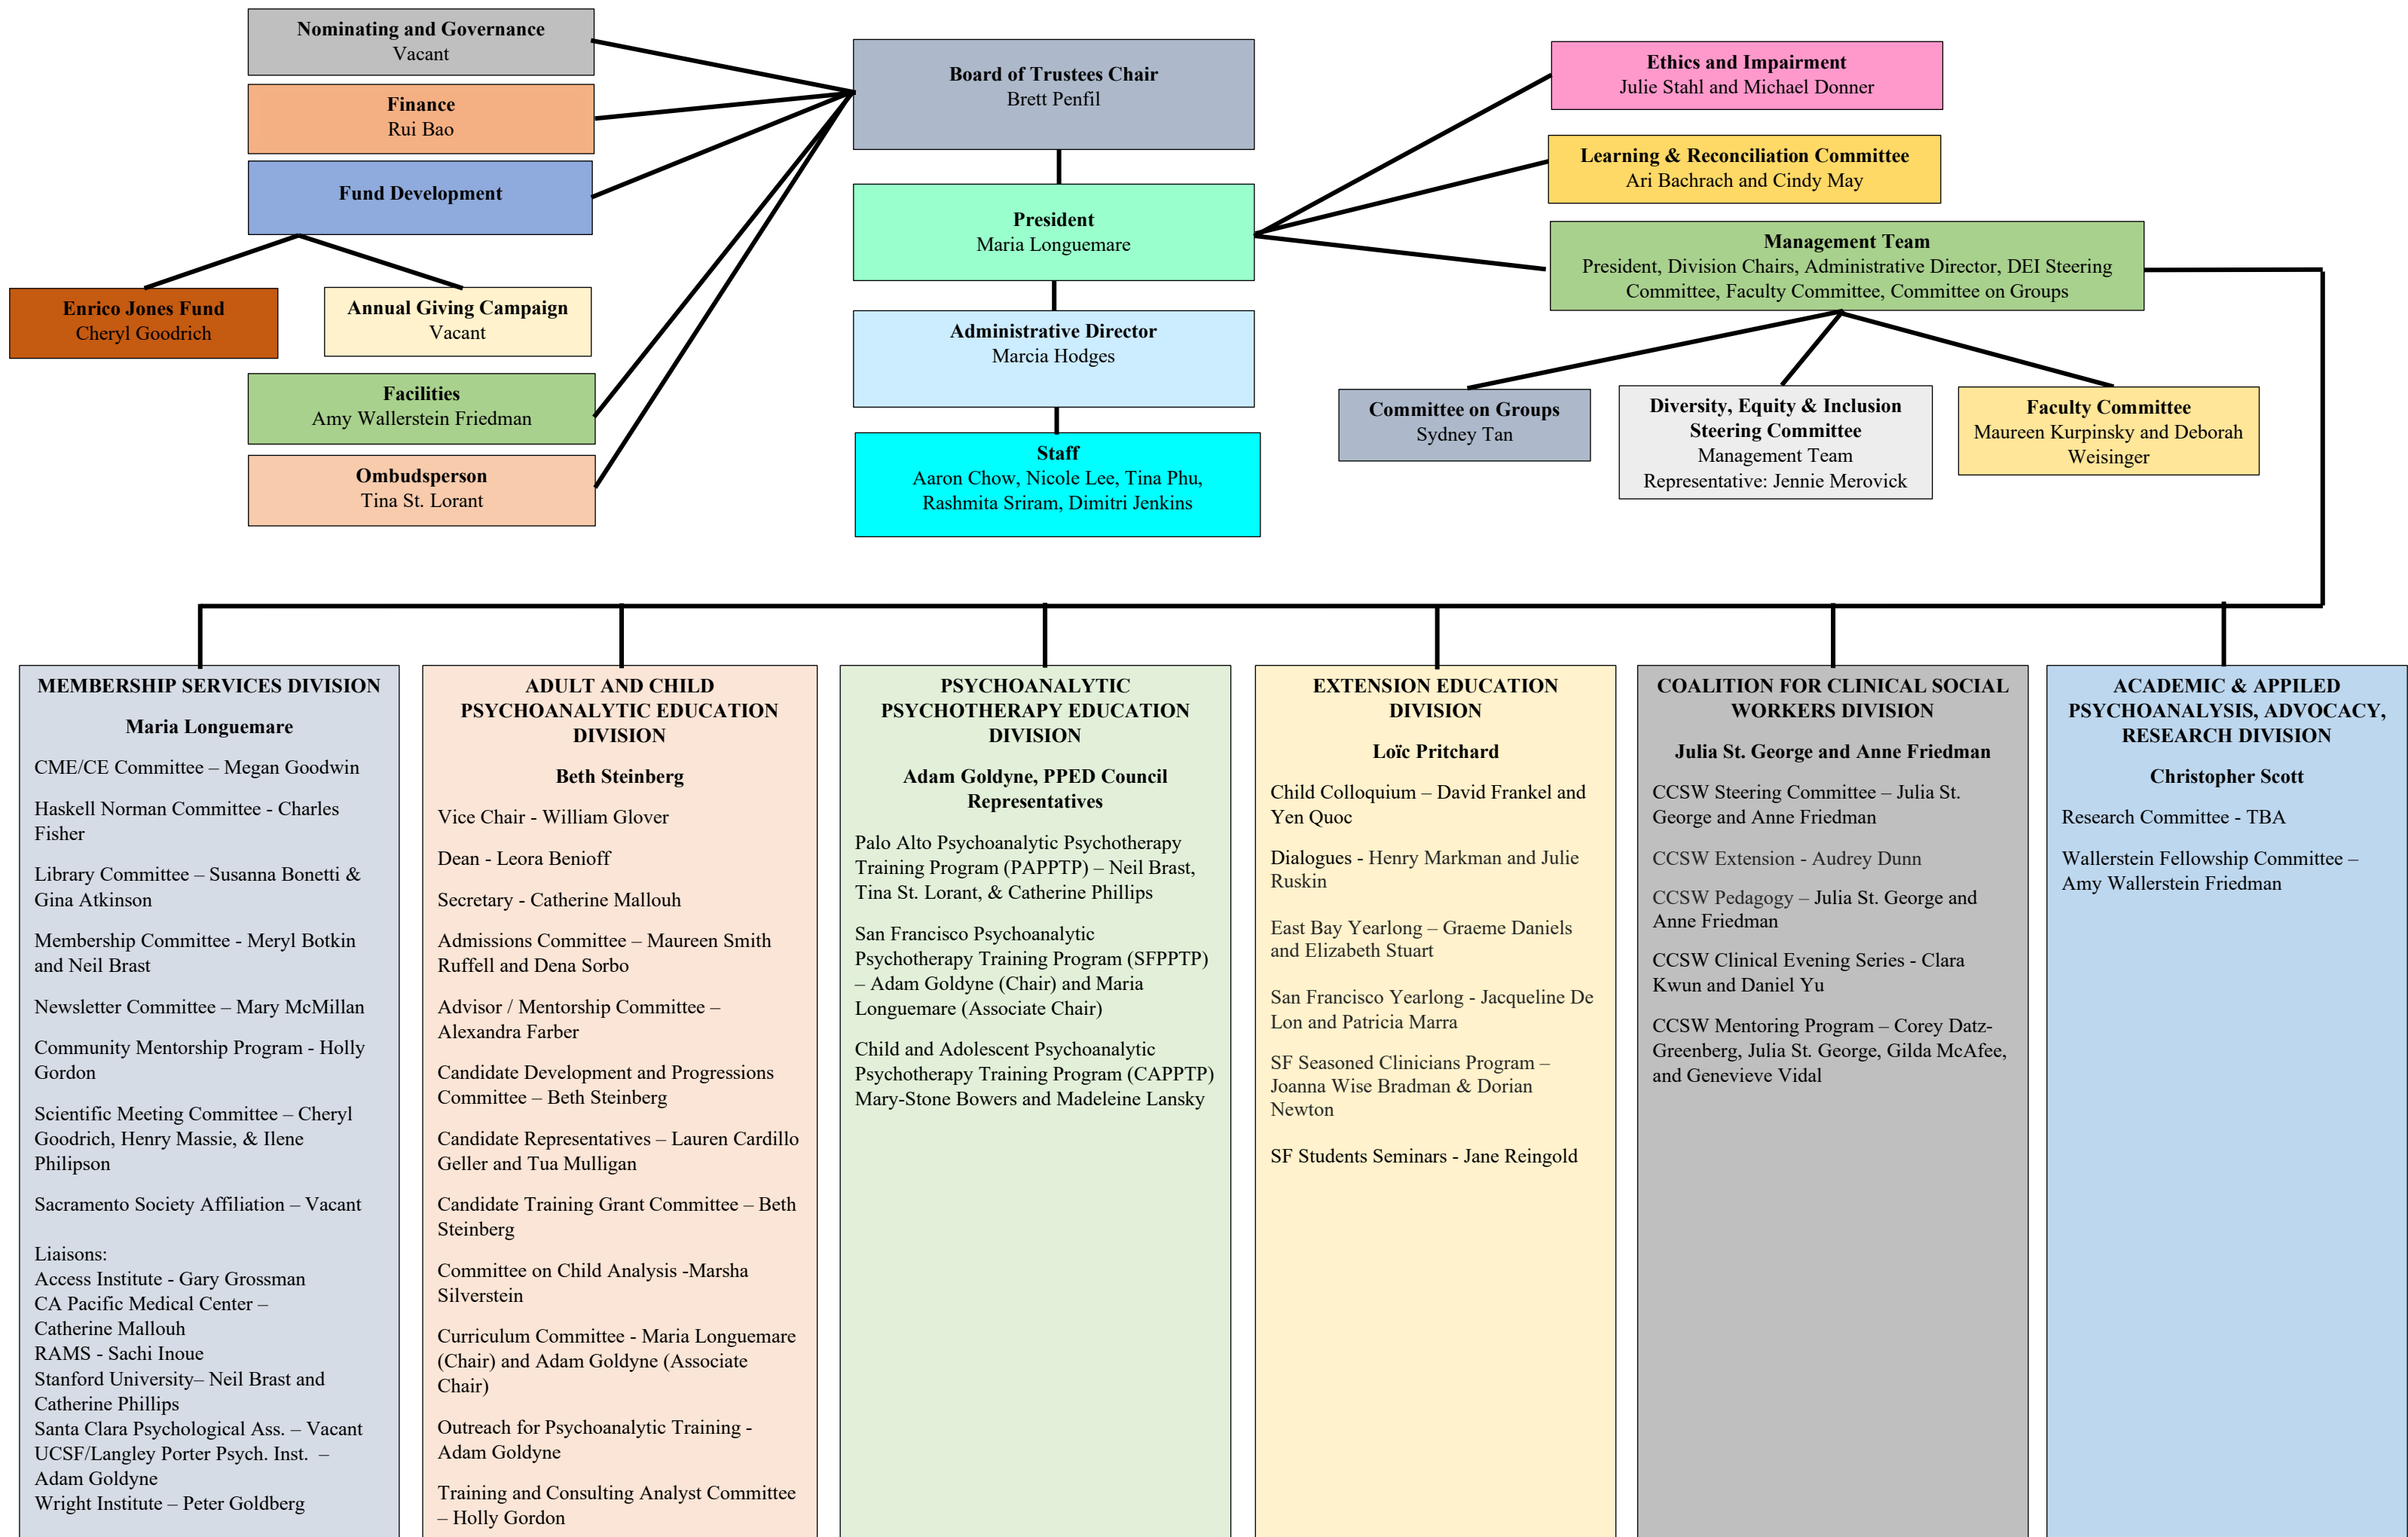 Nominating and Governance
Vacant
Finance
Rui Bao
Fund Development
Enrico Jones Fund
Cheryl Goodrich
Annual Giving Campaign
Vacant
Facilities
Amy Wallerstein Friedman
Ombudsperson
Tina St. Lorant
Board of Trustees Chair
Brett Penfil
President
Maria Longuemare
Administrative Director
Marcia Hodges
Staff
Aaron Chow, Nicole Lee, Tina Phu,
Rashmita Sriram, Dimitri Jenkins
Ethics and Impairment
Julie Stahl and Michael Donner
Learning & Reconciliation Committee
Ari Bachrach and Cindy May
Management Team
President, Division Chairs, Administrative Director, DEI Steering
Committee, Faculty Committee, Committee on Groups
Committee on Groups
Sydney Tan
Diversity, Equity & Inclusion
Steering Committee
Management Team
Representative: Jennie Merovick
Faculty Committee
Maureen Kurpinsky and Deborah
Weisinger
MEMBERSHIP SERVICES DIVISION
Maria Longuemare
CME/CE Committee – Megan Goodwin
Haskell Norman Committee - Charles
Fisher
Library Committee – Susanna Bonetti &
Gina Atkinson
Membership Committee - Meryl Botkin
and Neil Brast
Newsletter Committee – Mary McMillan
Community Mentorship Program - Holly
Gordon
Scientific Meeting Committee – Cheryl
Goodrich, Henry Massie, & Ilene
Philipson
Sacramento Society Affiliation – Vacant
Liaisons:
Access Institute - Gary Grossman
CA Pacific Medical Center –
Catherine Mallouh
RAMS - Sachi Inoue
Stanford University– Neil Brast and
Catherine Phillips
Santa Clara Psychological Ass. – Vacant
UCSF/Langley Porter Psych. Inst. –
Adam Goldyne
Wright Institute – Peter Goldberg
ADULT AND CHILD
PSYCHOANALYTIC EDUCATION
DIVISION
Beth Steinberg
Vice Chair - William Glover
Dean - Leora Benioff
Secretary - Catherine Mallouh
Admissions Committee – Maureen Smith
Ruffell and Dena Sorbo
Advisor / Mentorship Committee –
Alexandra Farber
Candidate Development and Progressions
Committee – Beth Steinberg
Candidate Representatives – Lauren Cardillo
Geller and Tua Mulligan
Candidate Training Grant Committee – Beth
Steinberg
Committee on Child Analysis -Marsha
Silverstein
Curriculum Committee - Maria Longuemare
(Chair) and Adam Goldyne (Associate
Chair)
Outreach for Psychoanalytic Training -
Adam Goldyne
Training and Consulting Analyst Committee
– Holly Gordon
PSYCHOANALYTIC
PSYCHOTHERAPY EDUCATION
DIVISION
Adam Goldyne, PPED Council
Representatives
Palo Alto Psychoanalytic Psychotherapy
Training Program (PAPPTP) – Neil Brast,
Tina St. Lorant, & Catherine Phillips
San Francisco Psychoanalytic
Psychotherapy Training Program (SFPPTP)
– Adam Goldyne (Chair) and Maria
Longuemare (Associate Chair)
Child and Adolescent Psychoanalytic
Psychotherapy Training Program (CAPPTP)
Mary-Stone Bowers and Madeleine Lansky
EXTENSION EDUCATION
DIVISION
Loïc Pritchard
Child Colloquium – David Frankel and
Yen Quoc
Dialogues - Henry Markman and Julie
Ruskin
East Bay Yearlong – Graeme Daniels
and Elizabeth Stuart
San Francisco Yearlong - Jacqueline De
Lon and Patricia Marra
SF Seasoned Clinicians Program –
Joanna Wise Bradman & Dorian
Newton
SF Students Seminars - Jane Reingold
COALITION FOR CLINICAL SOCIAL
WORKERS DIVISION
Julia St. George and Anne Friedman
CCSW Steering Committee – Julia St.
George and Anne Friedman
CCSW Extension - Audrey Dunn
CCSW Pedagogy – Julia St. George and
Anne Friedman
CCSW Clinical Evening Series - Clara
Kwun and Daniel Yu
CCSW Mentoring Program – Corey Datz-
Greenberg, Julia St. George, Gilda McAfee,
and Genevieve Vidal
ACADEMIC & APPILED
PSYCHOANALYSIS, ADVOCACY,
RESEARCH DIVISION
Christopher Scott
Research Committee - TBA
Wallerstein Fellowship Committee –
Amy Wallerstein Friedman